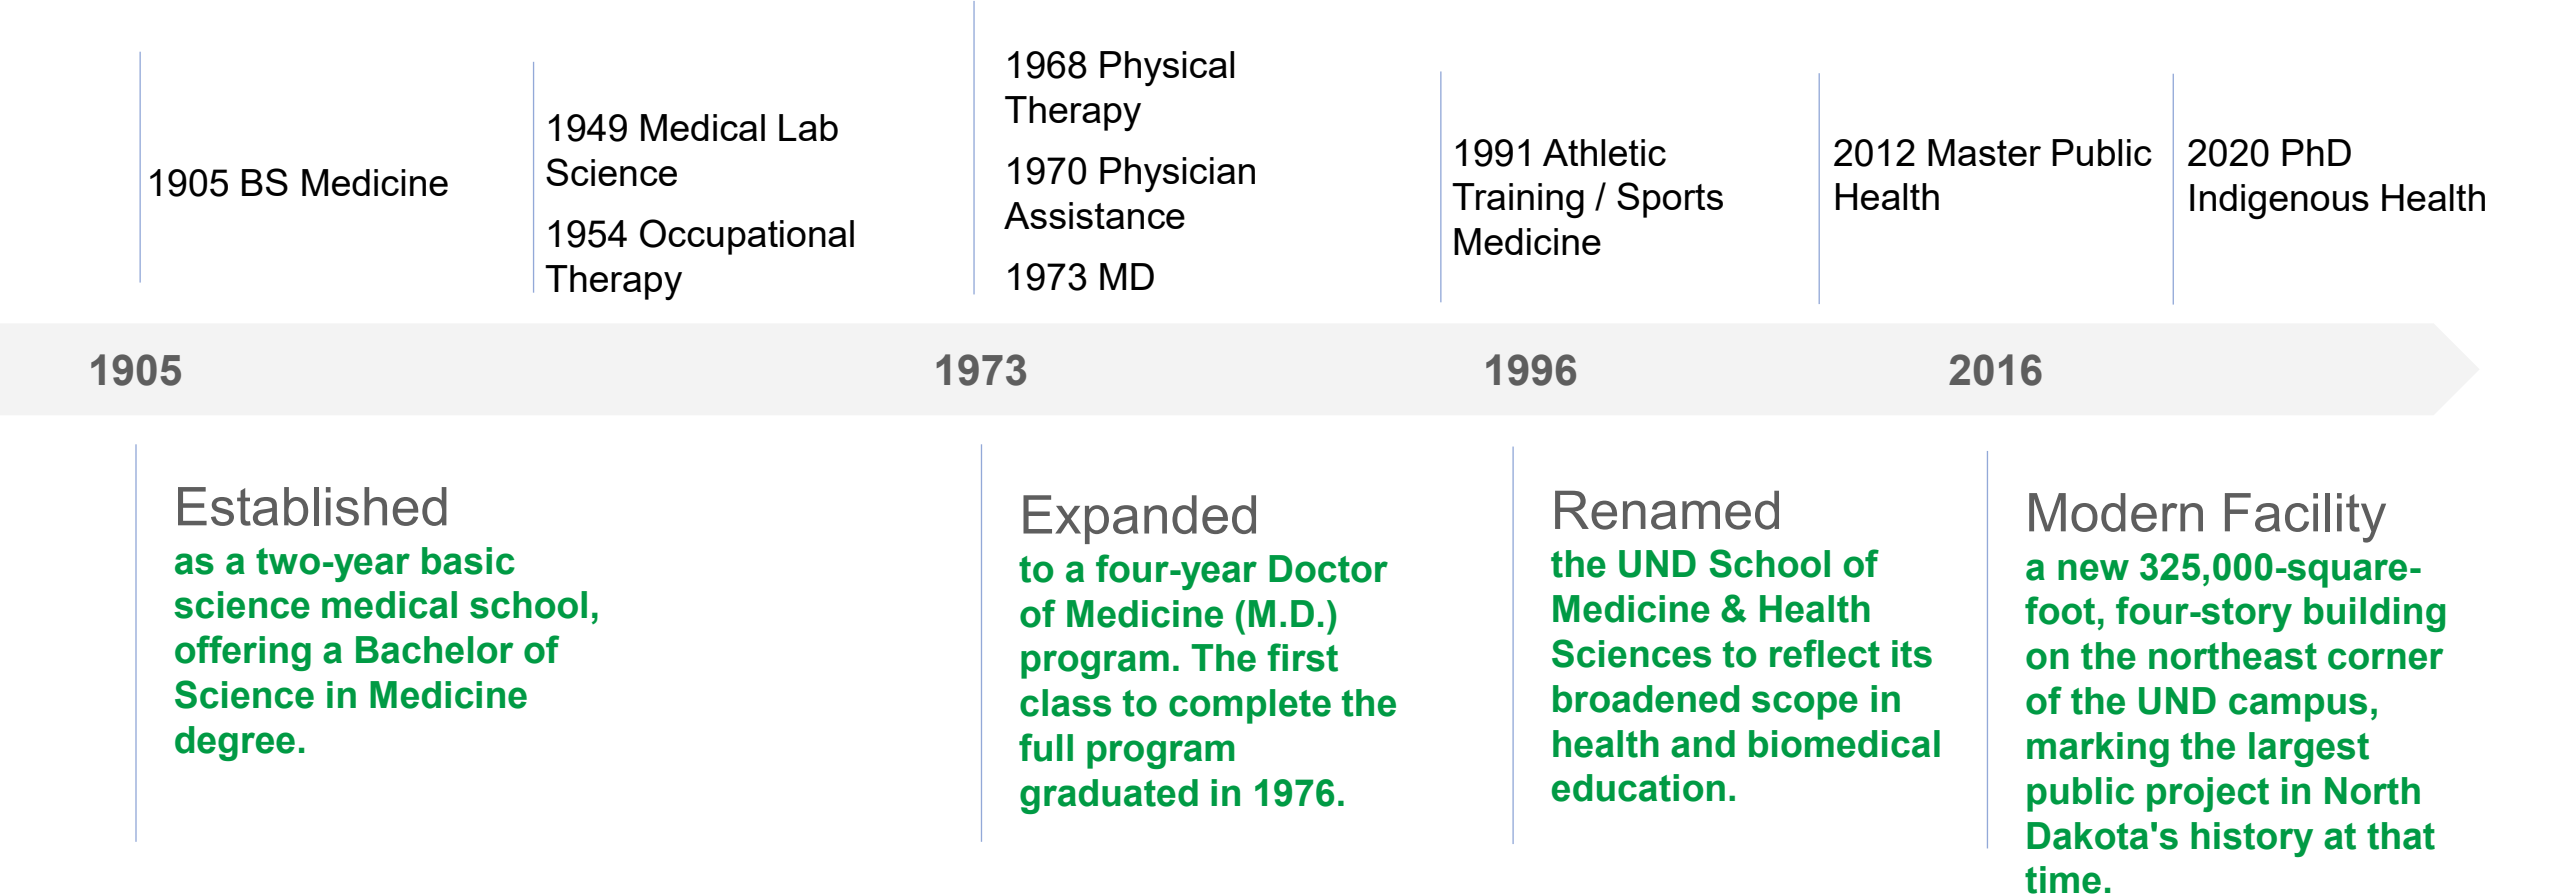 1905 BS Medicine
1949 Medical Lab
Science
1954 Occupational
Therapy
1968 Physical
Therapy
1970 Physician
Assistance
1973 MD
1991 Athletic
Training / Sports
Medicine
2012 Master Public
Health
2020 PhD
Indigenous Health
1905
1973
1996
2016
Established
as a two-year basic
science medical school,
offering a Bachelor of
Science in Medicine
degree.
Expanded
to a four-year Doctor
of Medicine (M.D.)
program. The first
class to complete the
full program
graduated in 1976.
Renamed
the UND School of
Medicine & Health
Sciences to reflect its
broadened scope in
health and biomedical
education.
Modern Facility
a new 325,000-square-
foot, four-story building
on the northeast corner
of the UND campus,
marking the largest
public project in North
Dakota's history at that
time.